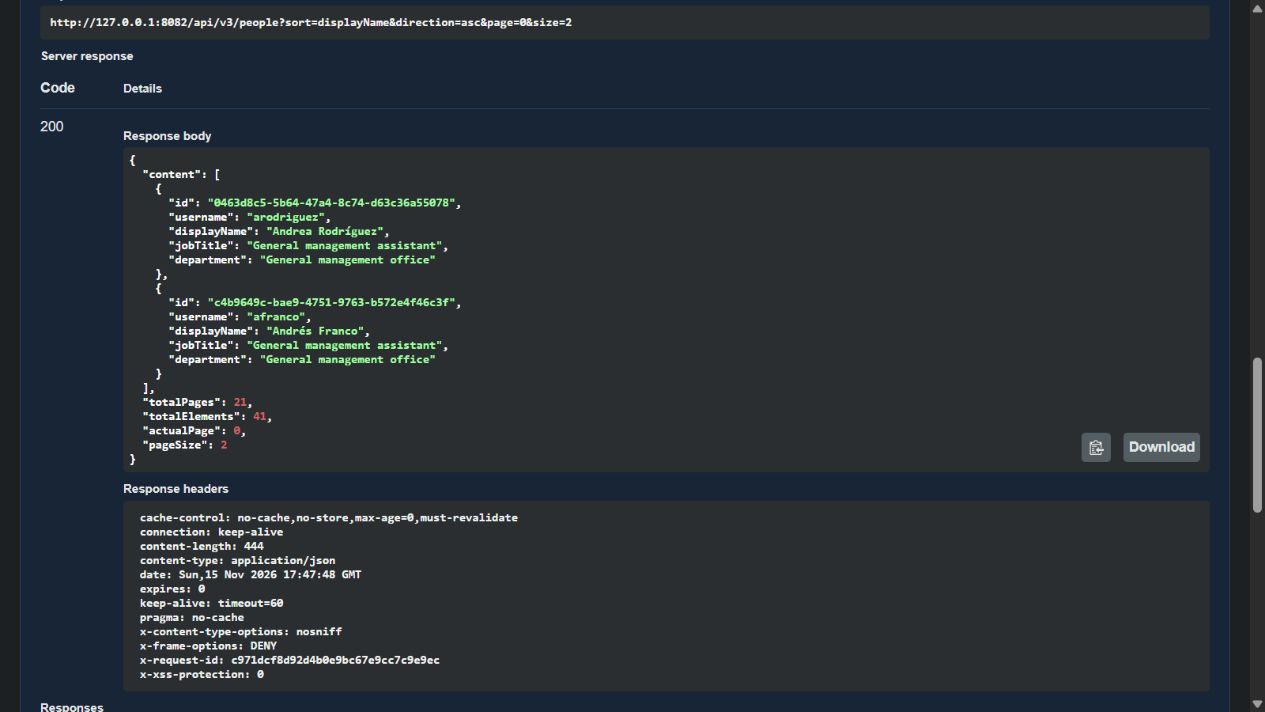 http://127.0.0.1:8082/api/v3/people?sort=displayName&direction=asc&page=0&size=2
Server response
Code Details
200
Response body
{
  "content": [
    {
      "id": "0463d8c5-5b64-47a4-8c74-d63c36a55078",
      "username": "arodriguez",
      "displayName": "Andrea Rodríguez",
      "jobTitle": "General management assistant",
      "department": "General management office"
    },
    {
      "id": "c4b9649c-bae9-4751-9763-b572e4f46c3f",
      "username": "afranco",
      "displayName": "Andrés Franco",
      "jobTitle": "General management assistant",
      "department": "General management office"
    }
  ],
  "totalPages": 21,
  "totalElements": 41,
  "actualPage": 0,
  "pageSize": 2
}
Download
Response headers
cache-control: no-cache,no-store,max-age=0,must-revalidate
connection: keep-alive
content-length: 444
content-type: application/json
date: Sun,15 Nov 2026 17:47:48 GMT
expires: 0
keep-alive: timeout=60
pragma: no-cache
x-content-type-options: nosniff
x-frame-options: DENY
x-request-id: c971dcf8d92d4b0e9bc67e9cc7c9e9ec
x-xss-protection: 0
Responses